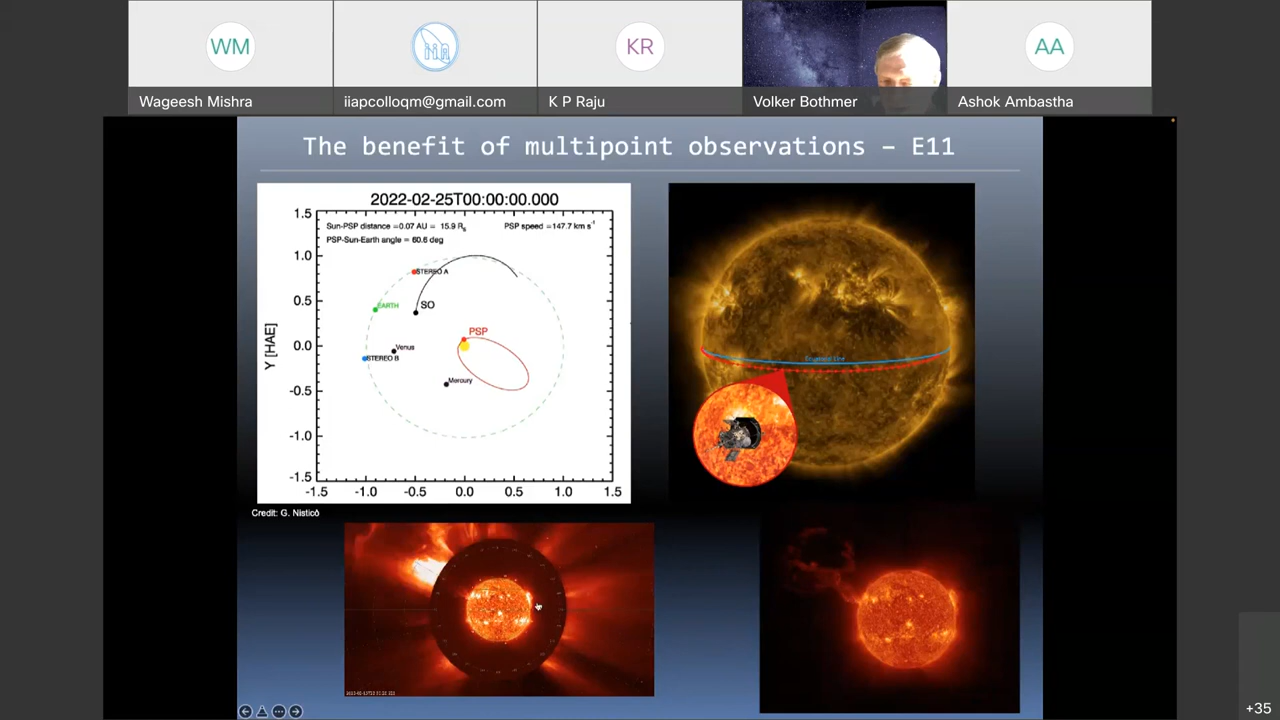 WM
KR
AA
Wageesh Mishra
iiapcolloqm@gmail.com
K P Raju
Volker Bothmer
Ashok Ambastha
The benefit of multipoint observations – E11
2022-02-25T00:00:00.000
Sun-PSP distance =0.07 AU = 15.9 Rs
PSP speed =147.7 km s-1
PSP-Sun-Earth angle = 60.6 deg
1.5
1.0
0.5
0.0
-0.5
-1.0
-1.5
Y [HAE]
STEREO A
EARTH
SO
PSP
Venus
STEREO B
Mercury
-1.5 -1.0 -0.5 0.0 0.5 1.0 1.5
Credit: G. Nisticò
+35